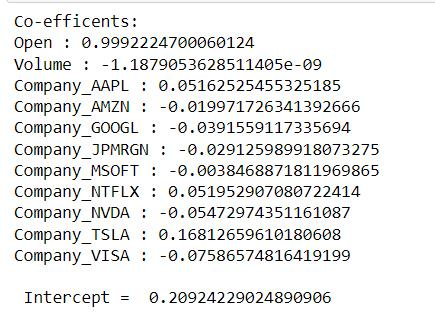 Co-efficents:
Open : 0.9992224700060124
Volume : -1.1879053628511405e-09
Company_AAPL : 0.05162525455325185
Company_AMZN : -0.019971726341392666
Company_GOOGL : -0.0391559117335694
Company_JPMRGN : -0.029125989918073275
Company_MSOFT : -0.0038468871811969865
Company_NTFLX : 0.051952907080722414
Company_NVDA : -0.05472974351161087
Company_TSLA : 0.16812659610180608
Company_VISA : -0.07586574816419199
Intercept = 0.20924229024890906